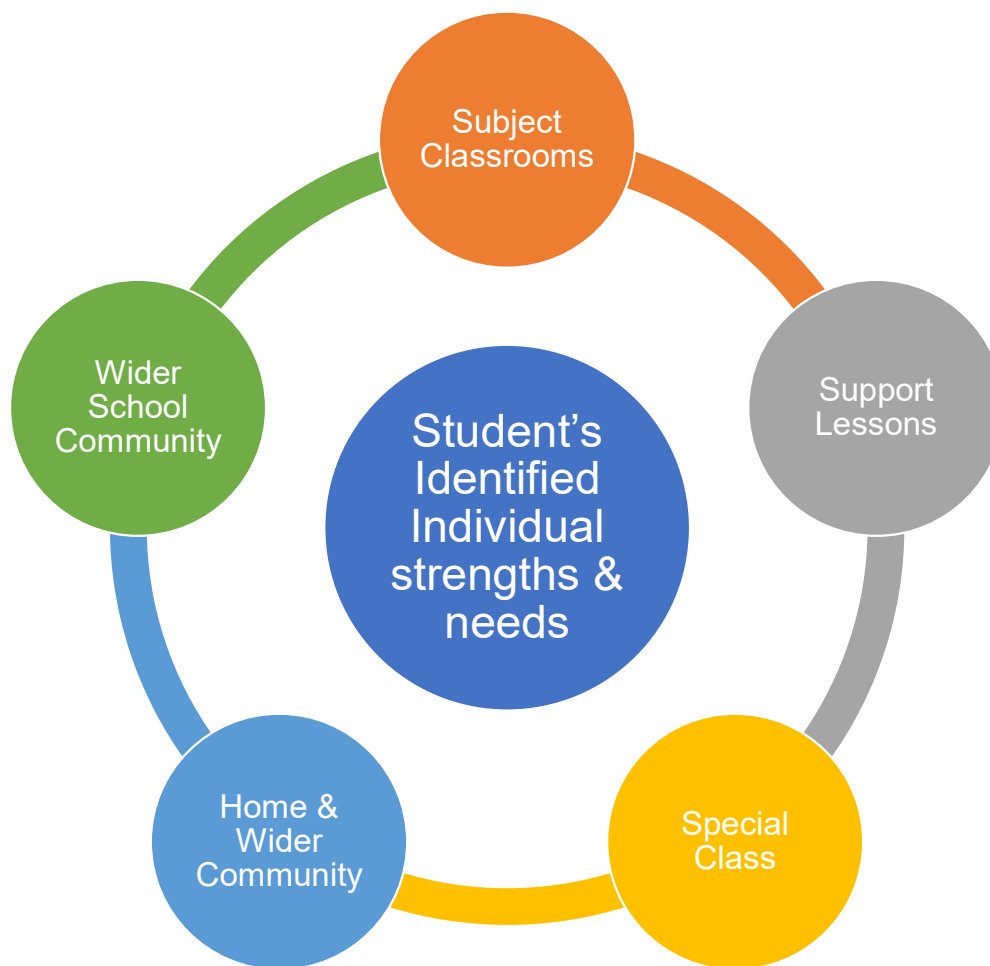 Subject
Classrooms
Support
Lessons
Special
Class
Home &
Wider
Community
Wider
School
Community
Student’s
Identified
Individual
strengths &
needs